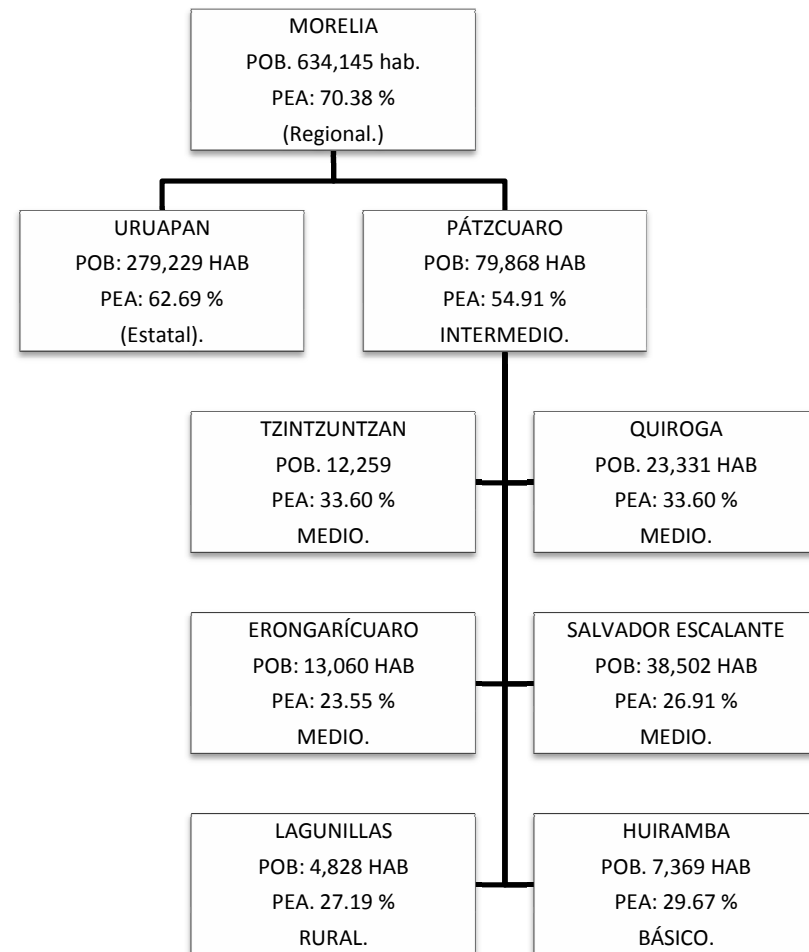 MORELIA
POB. 634,145 hab.
PEA: 70.38 %
(Regional.)
URUAPAN
POB: 279,229 HAB
PEA: 62.69 %
(Estatal).
PÁTZCUARO
POB: 79,868 HAB
PEA: 54.91 %
INTERMEDIO.
TZINTZUNTZAN
POB. 12,259
PEA: 33.60 %
MEDIO.
QUIROGA
POB. 23,331 HAB
PEA: 33.60 %
MEDIO.
ERONGARÍCUARO
POB: 13,060 HAB
PEA: 23.55 %
MEDIO.
SALVADOR ESCALANTE
POB: 38,502 HAB
PEA: 26.91 %
MEDIO.
LAGUNILLAS
POB: 4,828 HAB
PEA. 27.19 %
RURAL.
HUIRAMBA
POB. 7,369 HAB
PEA: 29.67 %
BÁSICO.